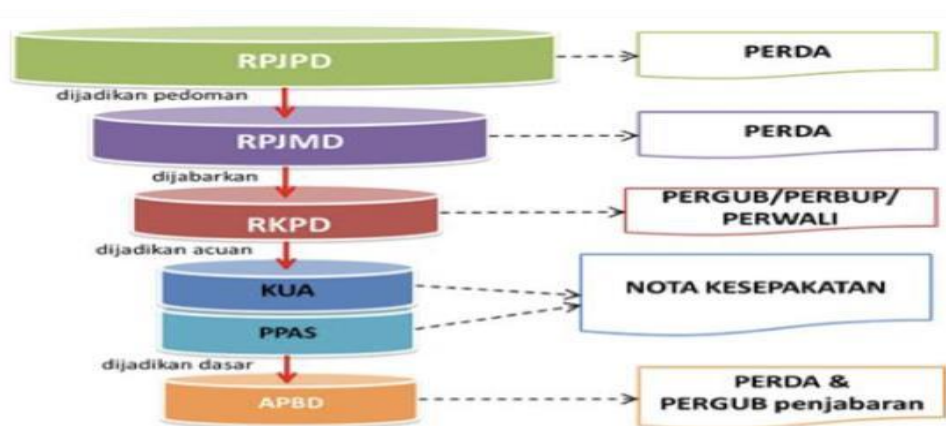 RPJPD
PERDA
dijadikan pedoman
RPJMD
PERDA
dijabarkan
RKPD
PERGUB/PERBUP/
PERWALI
dijadikan acuan
KUA
PPAS
NOTA KESEPAKATAN
dijadikan dasar
APBD
PERDA &
PERGUB penjabaran